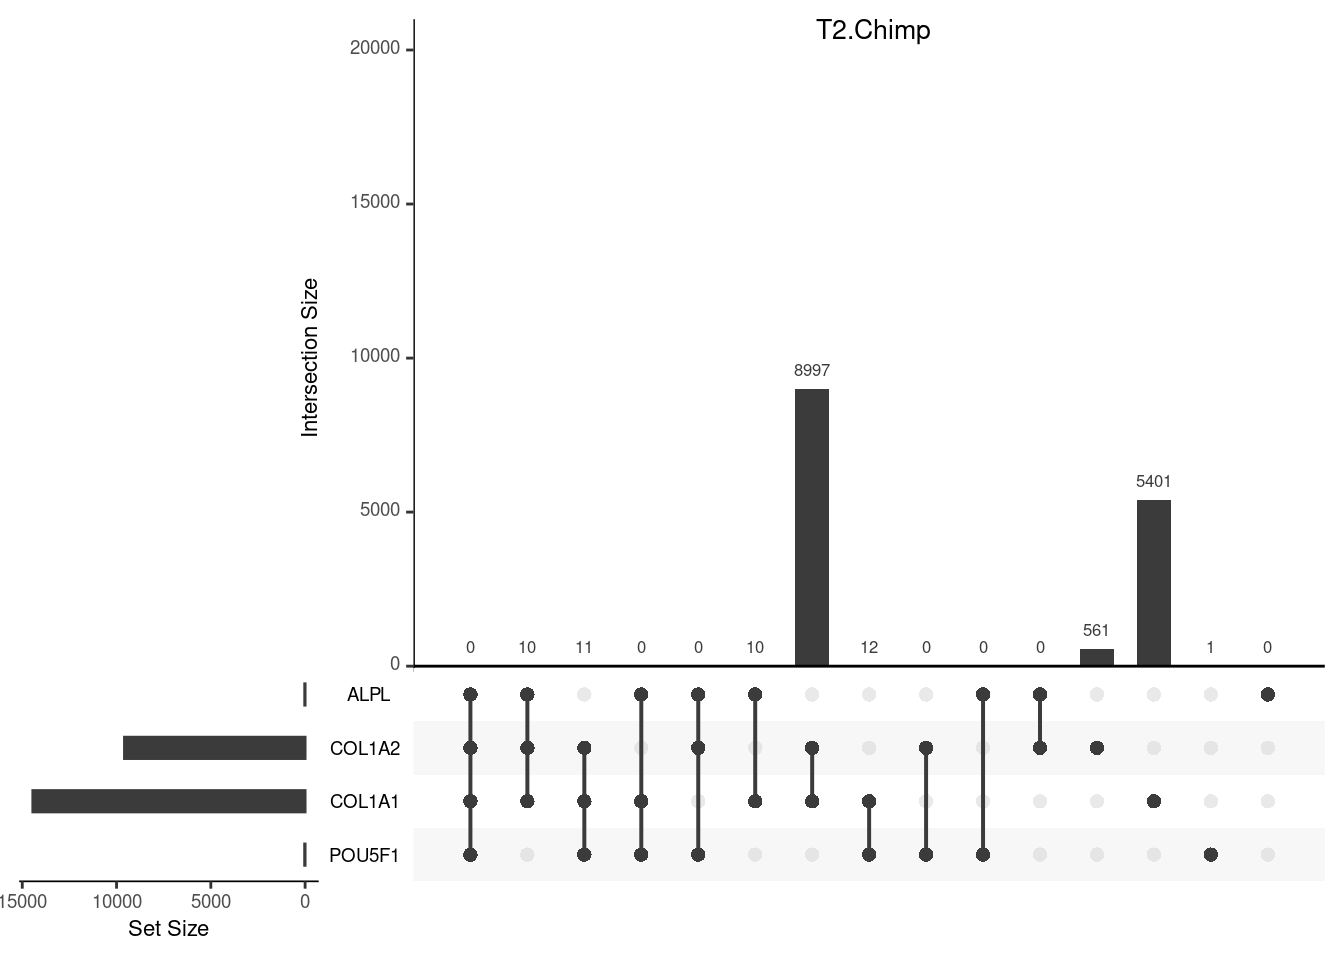 T2.Chimp
20000
15000
10000
5000
0
Intersection Size
8997
5401
561
0 10 11 0 0 10 12 0 0 0 1 0
ALPL
COL1A2
COL1A1
POU5F1
15000 10000 5000 0
Set Size